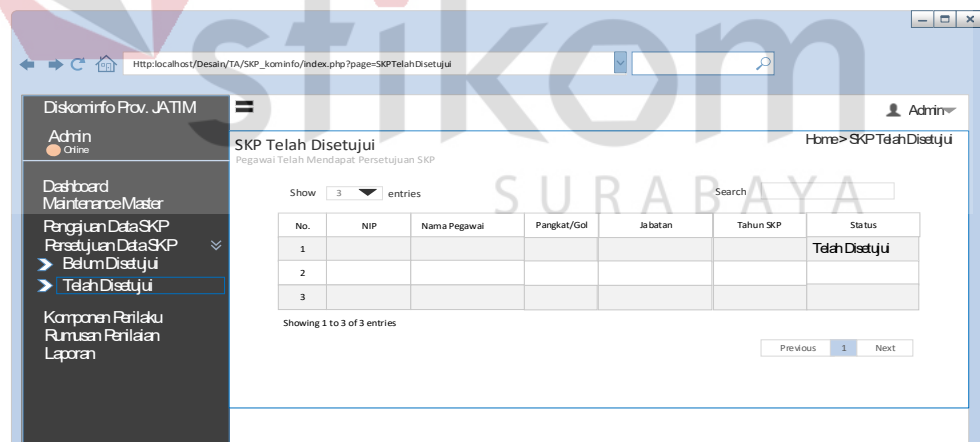 stikom
SURABAYA
Http:localhost/Desain/TA/SKP_kominfo/index.php?page=SKPTelahDisetujui
Diskominfo Prov. JATIM
Admin
Online
Dashboard
Maintenance Master
Pengajuan Data SKP
Persetujuan Data SKP
Belum Disetujui
Telah Disetujui
Komponen Perilaku
Rumusan Penilaian
Laporan
Admin
Home > SKP Telah Disetujui
SKP Telah Disetujui
Pegawai Telah Mendapat Persetujuan SKP
Show 3 entries
Search
No. NIP Nama Pegawai Pangkat/Gol Jabatan Tahun SKP Status
1 Telah Disetujui
2
3
Showing 1 to 3 of 3 entries
Previous 1 Next